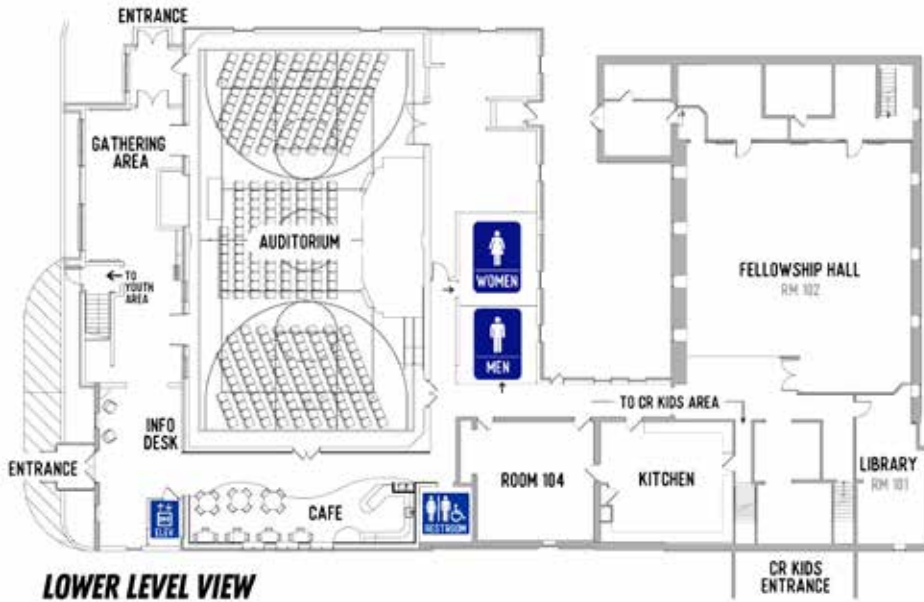 ENTRANCE
GATHERING
AREA
AUDITORIUM
← TO
YOUTH
AREA
WOMEN
MEN
FELLOWSHIP HALL
RM 102
TO CR KIDS AREA
INFO
DESK
ENTRANCE
CAFE
ELEV
RESTROOM
ROOM 104
KITCHEN
LIBRARY
RM 101
CR KIDS
ENTRANCE
LOWER LEVEL VIEW